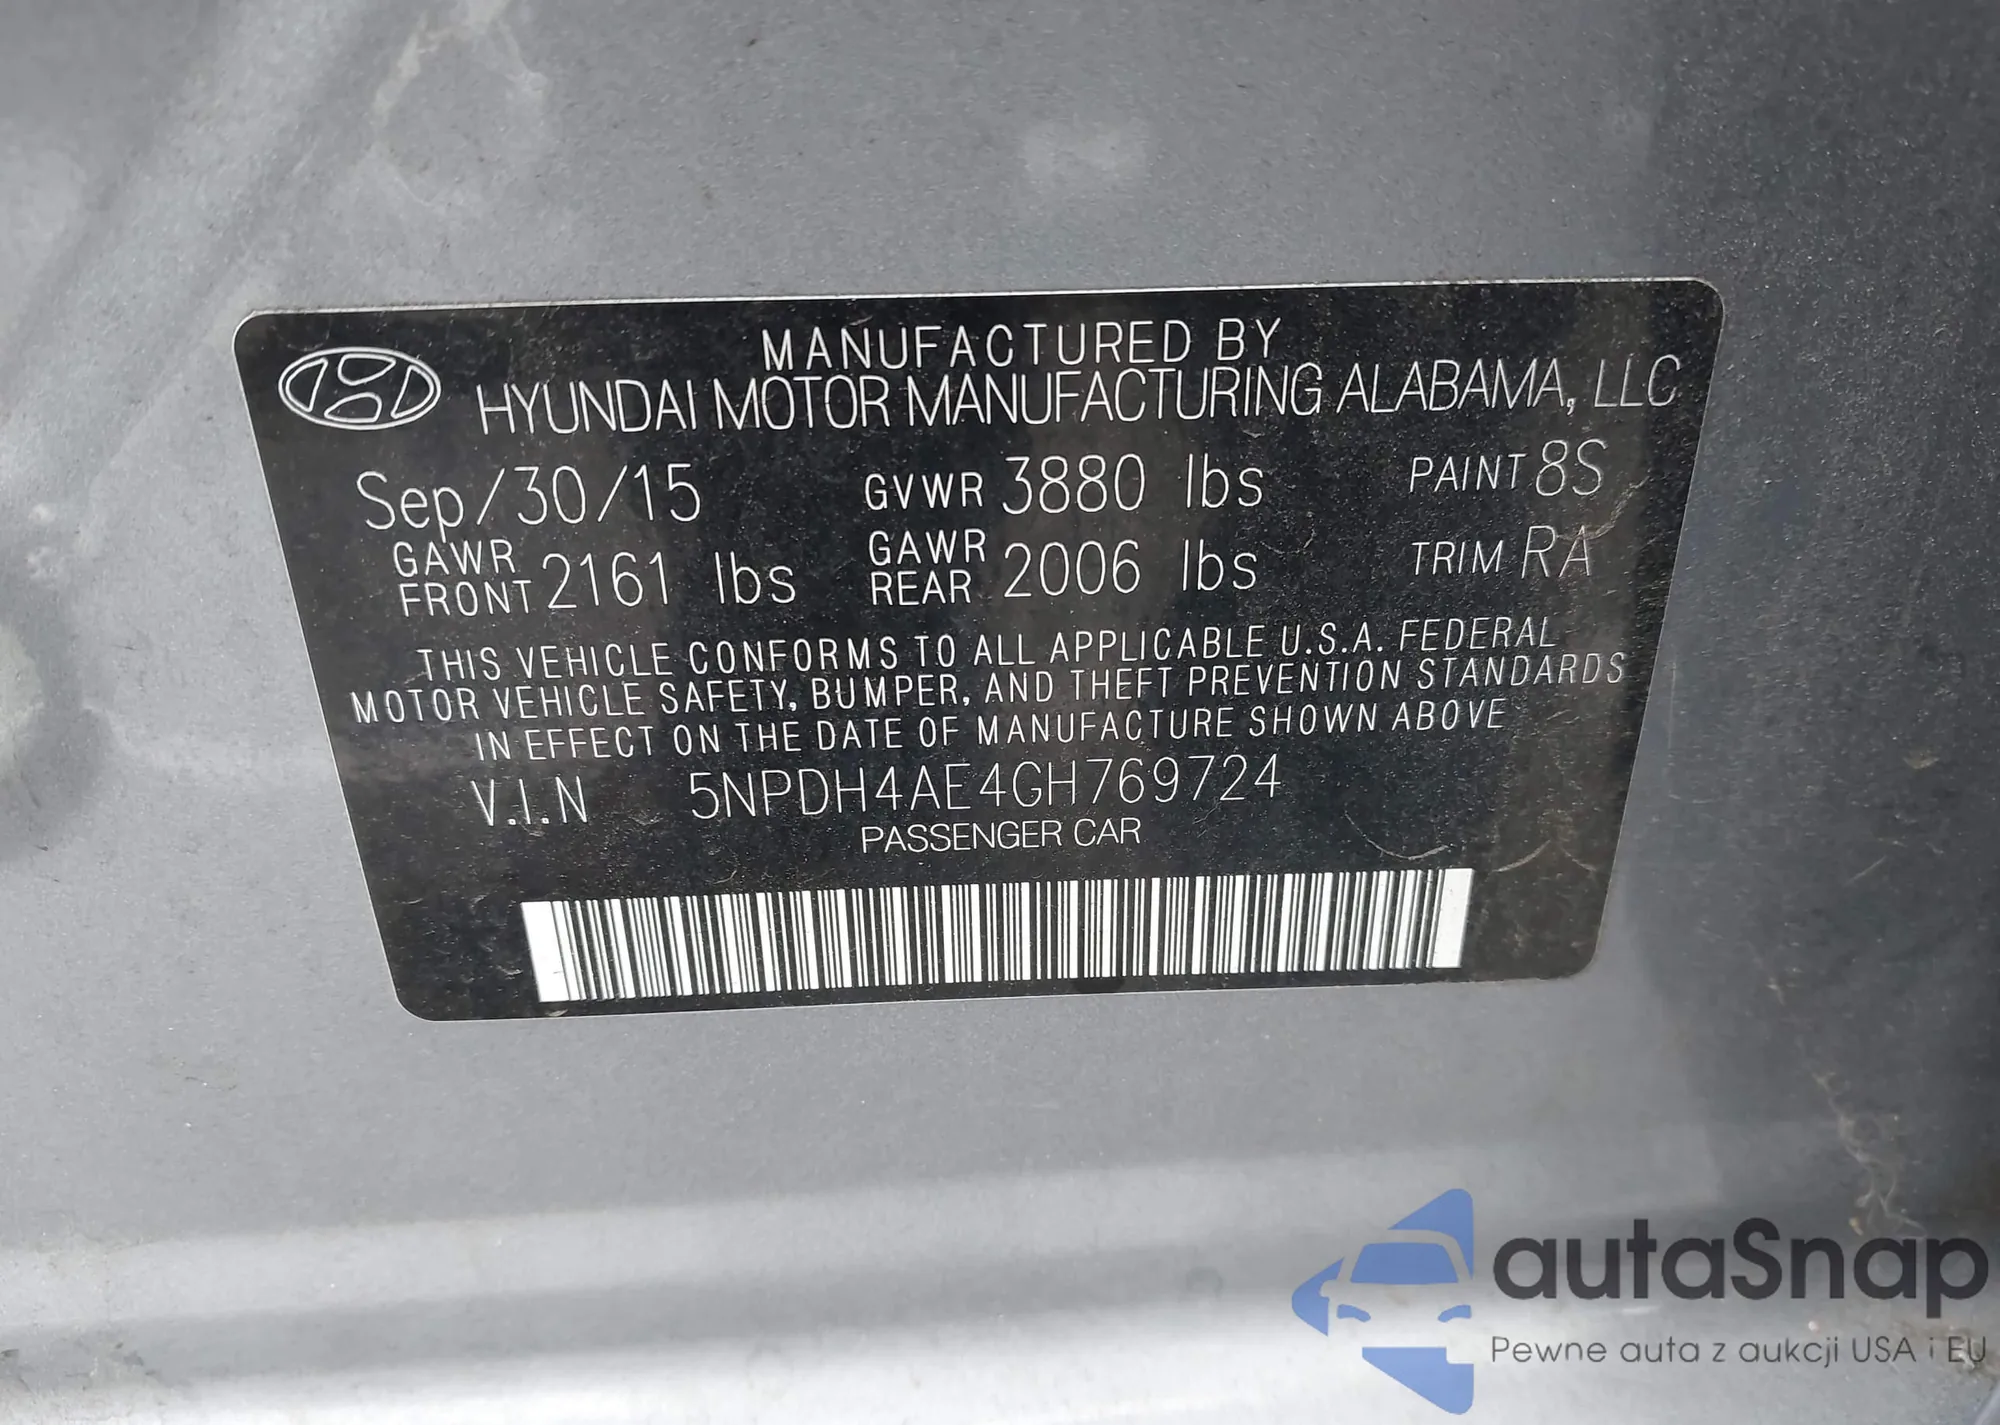 MANUFACTURED BY
HYUNDAI MOTOR MANUFACTURING ALABAMA, LLC
Sep/30/15 GVWR 3880 lbs PAINT 8S
GAWR FRONT 2161 lbs GAWR REAR 2006 lbs TRIM RA
THIS VEHICLE CONFORMS TO ALL APPLICABLE U.S.A. FEDERAL
MOTOR VEHICLE SAFETY, BUMPER, AND THEFT PREVENTION STANDARDS
IN EFFECT ON THE DATE OF MANUFACTURE SHOWN ABOVE
V.I.N 5NPDH4AE4GH769724
PASSENGER CAR
autaSnap
Pewne auta z aukcji USA i EU